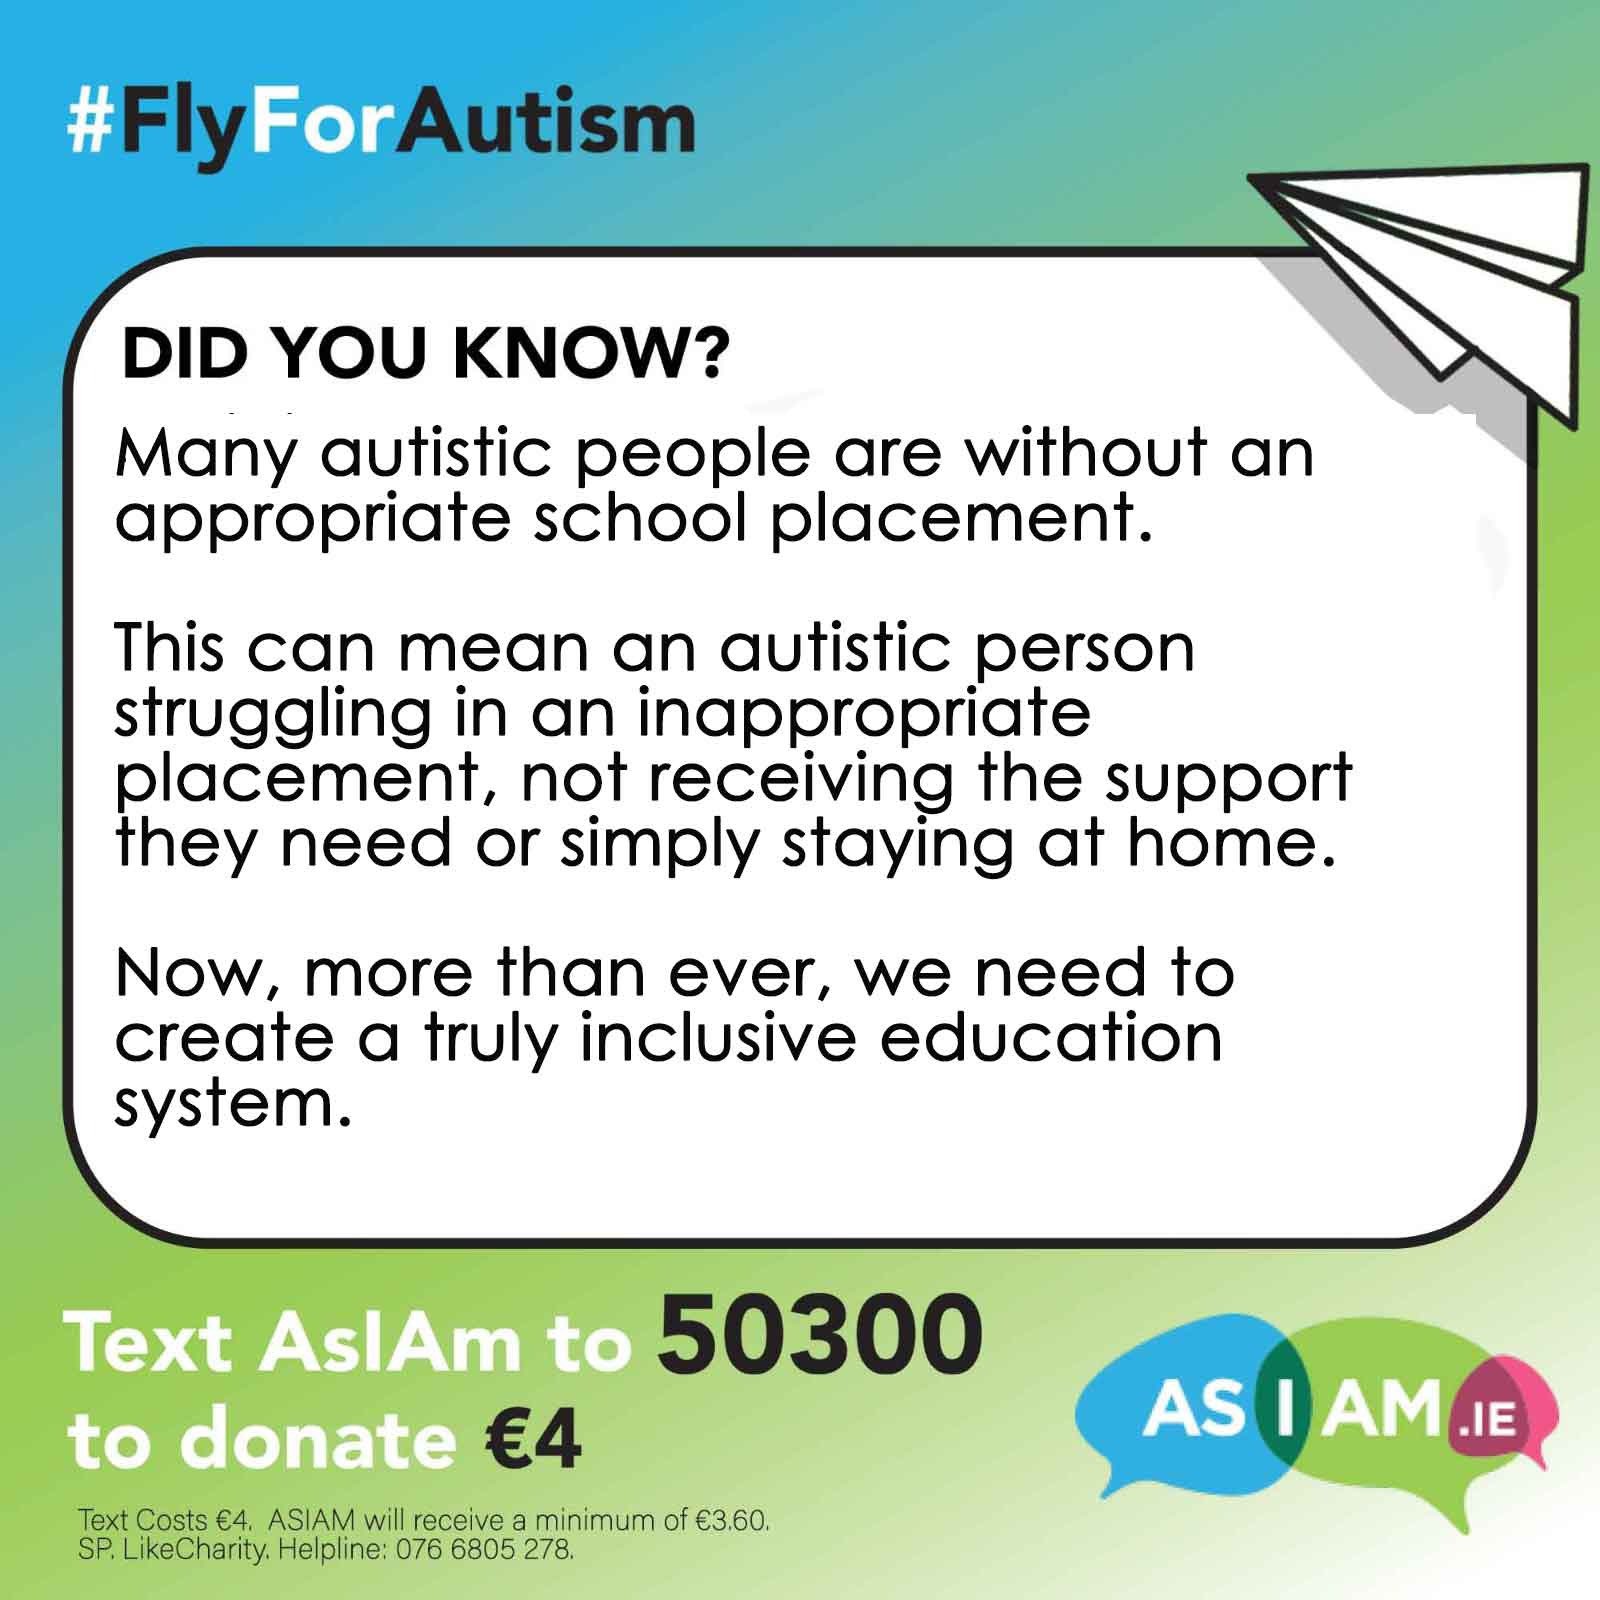 #FlyForAutism
DID YOU KNOW?
Many autistic people are without an
appropriate school placement.
This can mean an autistic person
struggling in an inappropriate
placement, not receiving the support
they need or simply staying at home.
Now, more than ever, we need to
create a truly inclusive education
system.
Text AsIAm to 50300
to donate €4
AS I AM.IE
Text Costs €4. ASIAM will receive a minimum of €3.60.
SP. LikeCharity. Helpline: 076 6805 278.